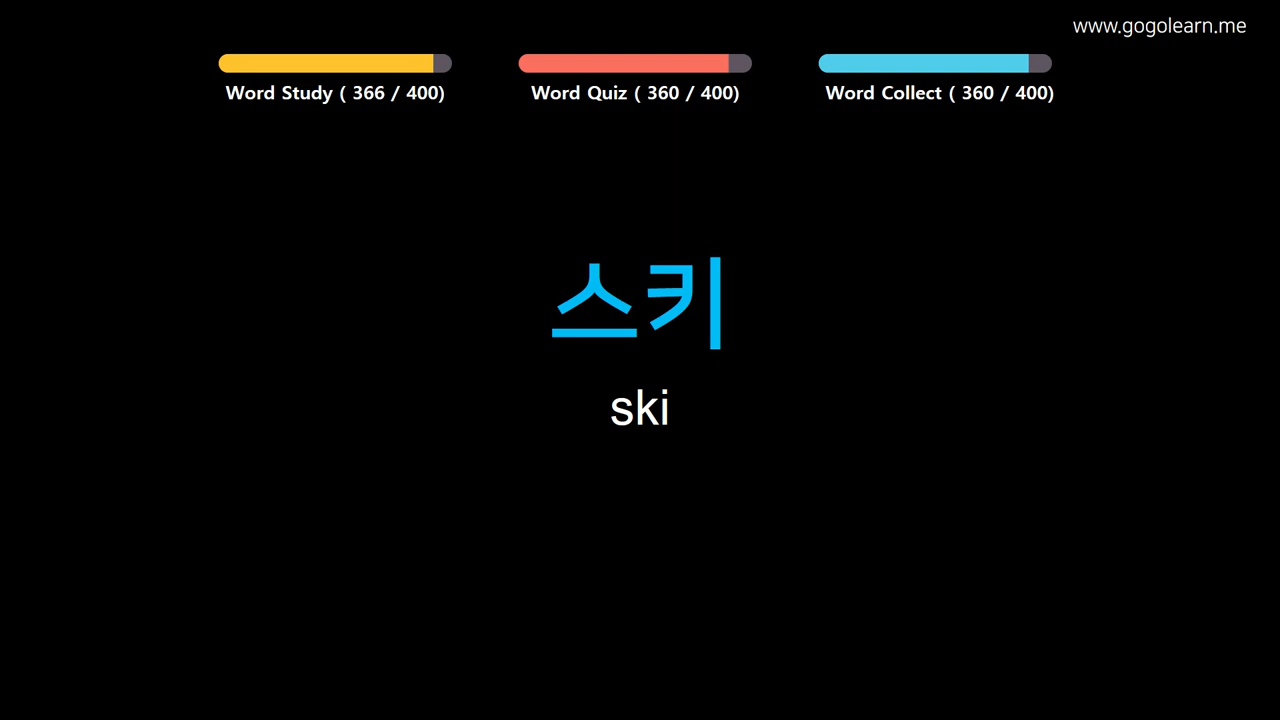 www.gogolearn.me
Word Study ( 366 / 400)
Word Quiz ( 360 / 400)
Word Collect ( 360 / 400)
스키
ski